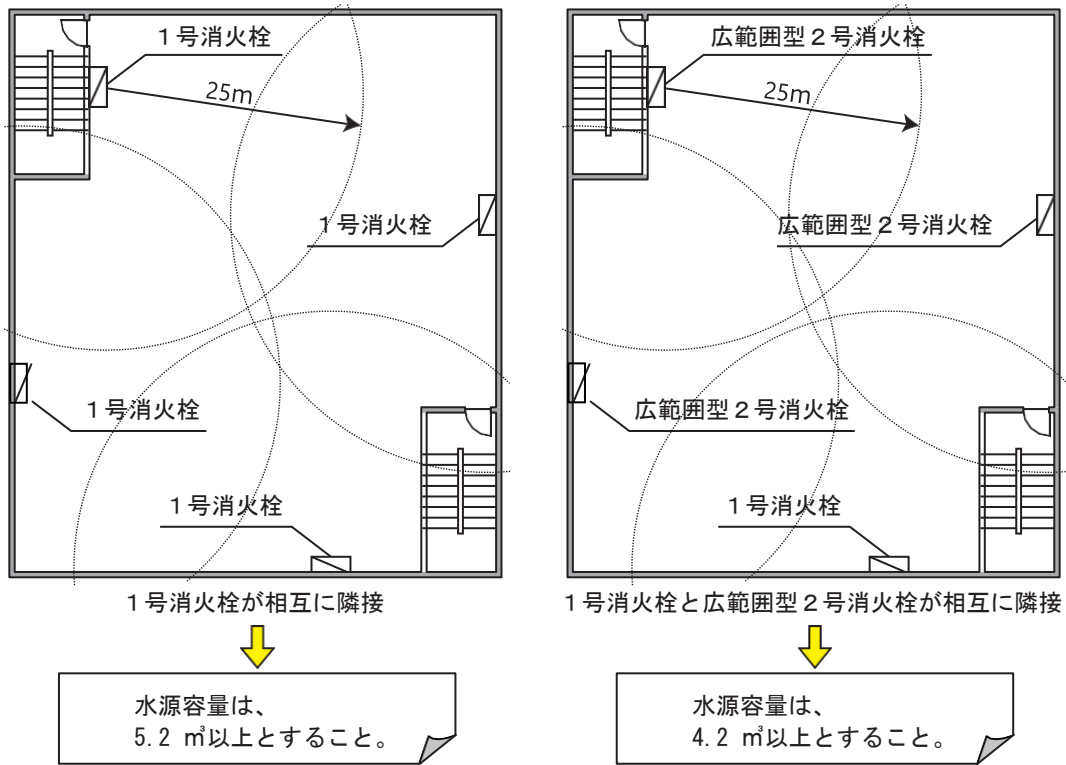 1号消火栓
25m
1号消火栓
1号消火栓
1号消火栓
1号消火栓が相互に隣接
水源容量は、
5.2 ㎥以上とすること。
広範囲型2号消火栓
25m
広範囲型2号消火栓
広範囲型2号消火栓
1号消火栓
1号消火栓と広範囲型2号消火栓が相互に隣接
水源容量は、
4.2 ㎥以上とすること。